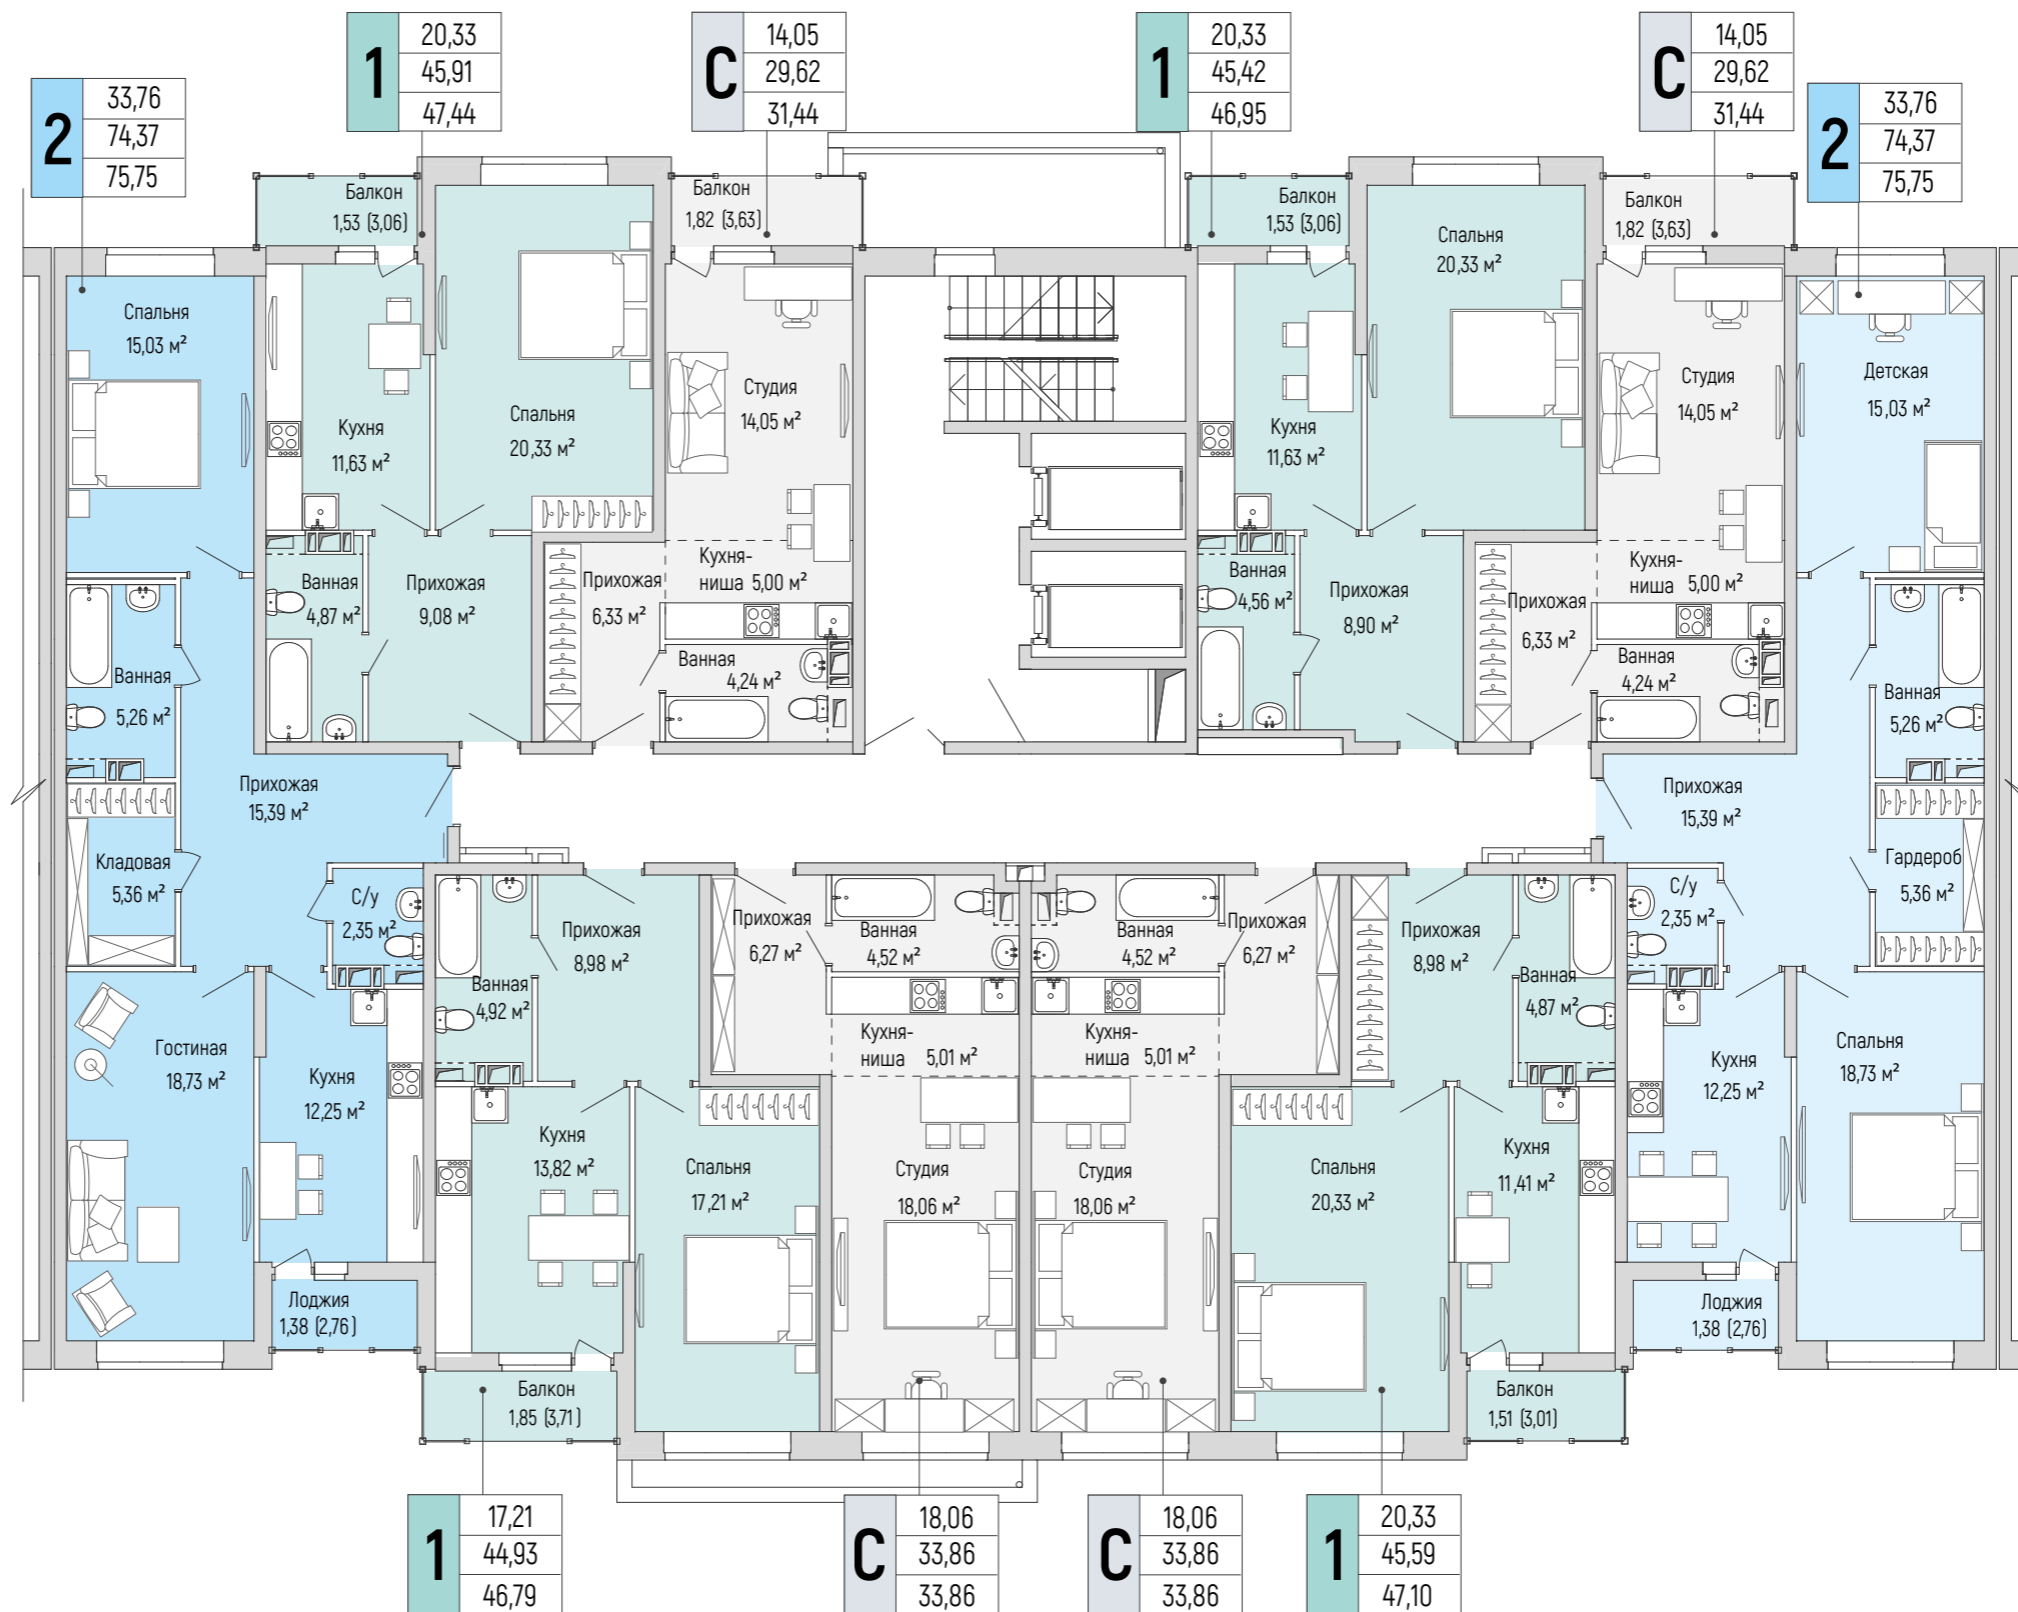 2
33,76
74,37
75,75
1
20,33
45,91
47,44
С
14,05
29,62
31,44
1
20,33
45,42
46,95
С
14,05
29,62
31,44
2
33,76
74,37
75,75
Балкон
1,53 (3,06)
Балкон
1,82 (3,63)
Балкон
1,53 (3,06)
Балкон
1,82 (3,63)
Спальня
15,03 м²
Кухня
11,63 м²
Спальня
20,33 м²
Студия
14,05 м²
Кухня
11,63 м²
Спальня
20,33 м²
Студия
14,05 м²
Детская
15,03 м²
Ванная
4,87 м²
Прихожая
9,08 м²
Прихожая
6,33 м²
Кухня-
ниша 5,00 м²
Ванная
4,24 м²
Ванная
4,56 м²
Прихожая
8,90 м²
Прихожая
6,33 м²
Кухня-
ниша 5,00 м²
Ванная
4,24 м²
Ванная
5,26 м²
Ванная
5,26 м²
Прихожая
15,39 м²
Прихожая
15,39 м²
Кладовая
5,36 м²
С/у
2,35 м²
Ванная
4,92 м²
Прихожая
8,98 м²
Прихожая
6,27 м²
Ванная
4,52 м²
Ванная
4,52 м²
Прихожая
6,27 м²
Прихожая
8,98 м²
Ванная
4,87 м²
С/у
2,35 м²
Гардероб
5,36 м²
Гостиная
18,73 м²
Кухня
12,25 м²
Кухня-
ниша 5,01 м²
Кухня-
ниша 5,01 м²
Кухня
12,25 м²
Спальня
18,73 м²
Кухня
13,82 м²
Спальня
17,21 м²
Студия
18,06 м²
Студия
18,06 м²
Спальня
20,33 м²
Кухня
11,41 м²
Лоджия
1,38 (2,76)
Лоджия
1,38 (2,76)
Балкон
1,85 (3,71)
Балкон
1,51 (3,01)
1
17,21
44,93
46,79
С
18,06
33,86
33,86
С
18,06
33,86
33,86
1
20,33
45,59
47,10